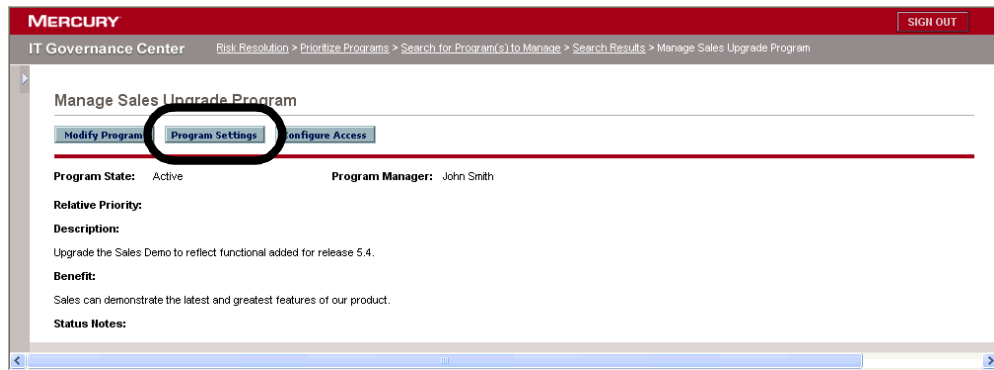 MERCURY
SIGN OUT
IT Governance Center
Risk Resolution > Prioritize Programs > Search for Program(s) to Manage > Search Results > Manage Sales Upgrade Program
Manage Sales Upgrade Program
Modify Program Program Settings Configure Access
Program State: Active Program Manager: John Smith
Relative Priority:
Description:
Upgrade the Sales Demo to reflect functional added for release 5.4.
Benefit:
Sales can demonstrate the latest and greatest features of our product.
Status Notes: